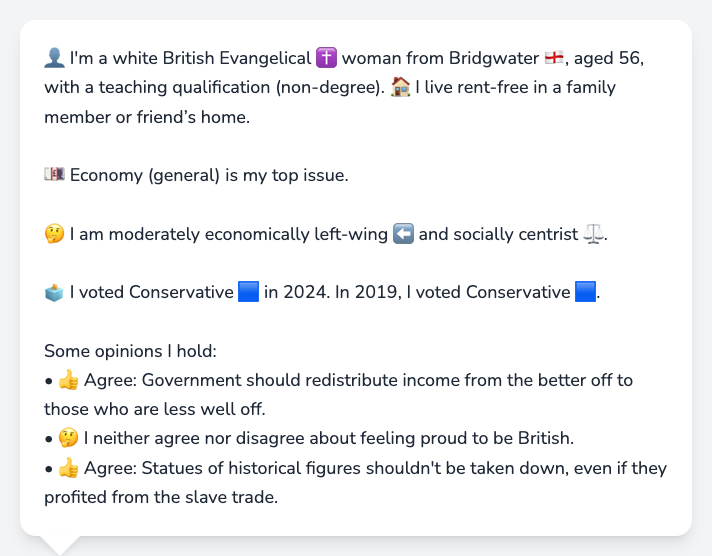 👤 I'm a white British Evangelical ✝️ woman from Bridgwater 🏴󠁧󠁢󠁥󠁮󠁧󠁿, aged 56,
with a teaching qualification (non-degree). 🏠 I live rent-free in a family
member or friend’s home.
💷 Economy (general) is my top issue.
🤔 I am moderately economically left-wing ⬅️ and socially centrist ⚖️.
🗳️ I voted Conservative 🟦 in 2024. In 2019, I voted Conservative 🟦.
Some opinions I hold:
• 👍 Agree: Government should redistribute income from the better off to
those who are less well off.
• 🤔 I neither agree nor disagree about feeling proud to be British.
• 👍 Agree: Statues of historical figures shouldn't be taken down, even if they
profited from the slave trade.